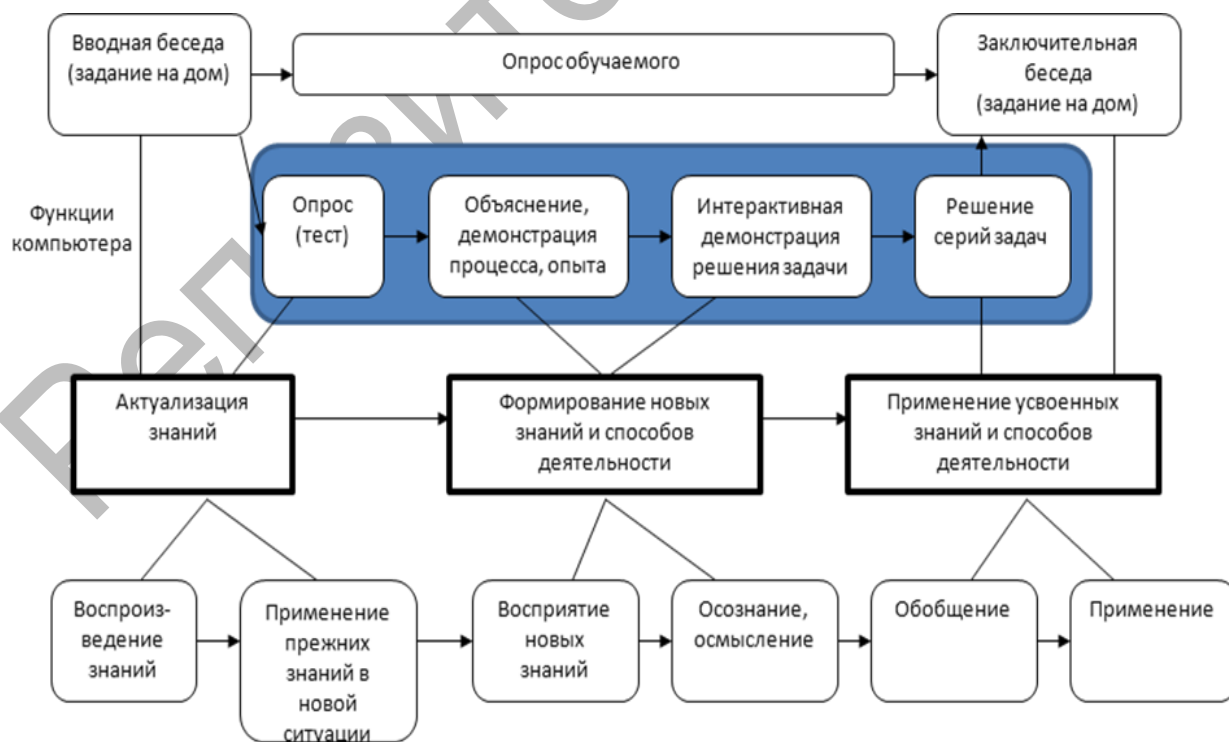 Вводная беседа
(задание на дом)
Опрос обучаемого
Заключительная
беседа
(задание на дом)
Функции
компьютера
Опрос
(тест)
Объяснение,
демонстрация
процесса, опыта
Интерактивная
демонстрация
решения задачи
Решение
серий задач
Актуализация
знаний
Формирование новых
знаний и способов
деятельности
Применение усвоенных
знаний и способов
деятельности
Воспроиз-
ведение
знаний
Применение
прежних
знаний в
новой
ситуации
Восприятие
новых
знаний
Осознание,
осмысление
Обобщение
Применение